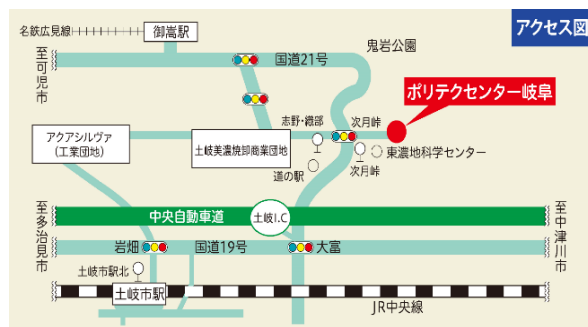 アクセス図
名鉄広見線
御嵩駅
鬼岩公園
至可児市
国道21号
ポリテクセンター岐阜
志野・織部
次月峠
アクアシルヴァ
(工業団地)
土岐美濃焼卸商業団地
東濃地科学センター
道の駅
次月峠
至多治見市
中央自動車道
土岐I.C
至中津川市
岩畑
国道19号
大富
土岐市駅北
土岐市駅
JR中央線